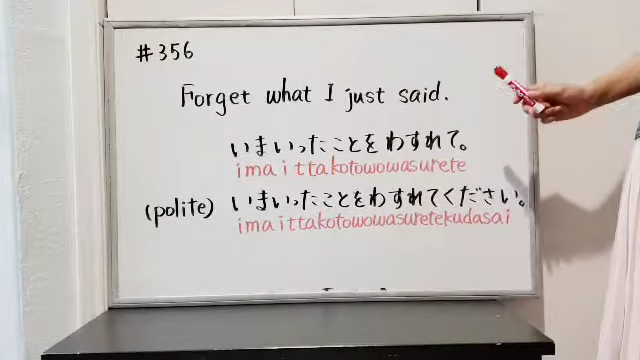 #356
Forget what I just said.
いまいったことをわすれて。
imaittakotowowasurete
(polite) いまいったことをわすれてください。
imaittakotowowasuretekudasai